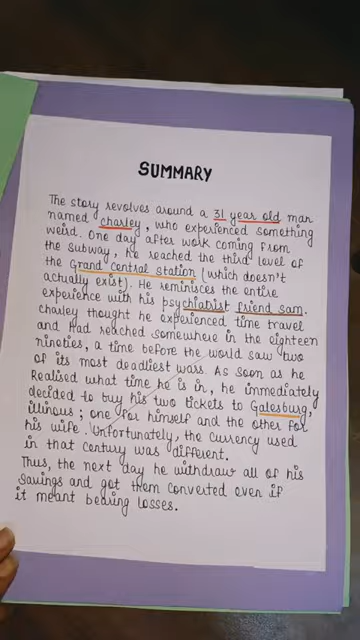 SUMMARY
The story revolves around a 31 year old man
named charley, who experienced something
weird. One day after work coming from
the subway, he reached the third level of
the Grand central station (which doesn't
actually exist). He reminisces the entire
experience with his psychiatrist friend sam.
charley thought he experienced time travel
and had reached somewhere in the eighteen
nineties, a time before the world saw two
of its most deadliest wars. As soon as he
Realised what time he is in, he immediately
decided to buy his two tickets to Galesburg,
illinous; one for himself and the other for
his wife. Unfortunately, the currency used
in that century was different.
Thus, the next day he withdraw all of his
savings and got them converted even if
it meant bearing losses.